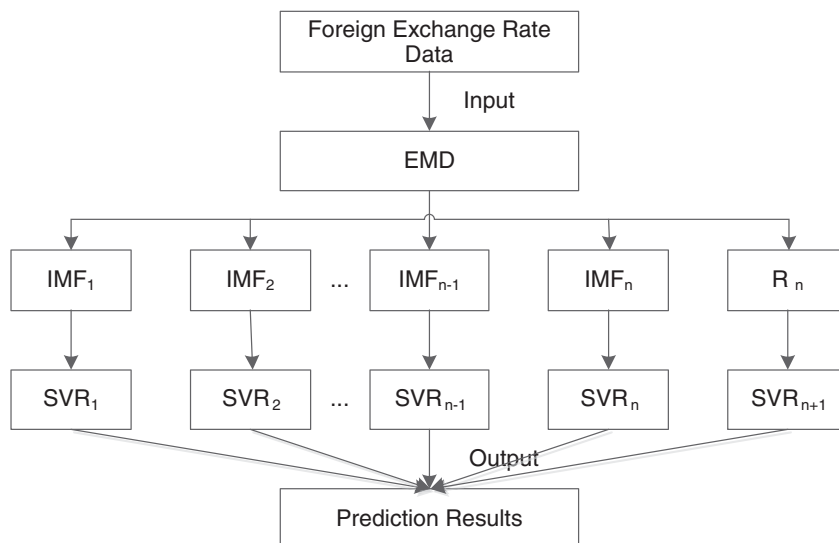 Foreign Exchange Rate
Data
Input
EMD
IMF₁ IMF₂ ... IMFₙ₋₁ IMFₙ R ₙ
SVR₁ SVR₂ ... SVRₙ₋₁ SVRₙ SVRₙ₊₁
Output
Prediction Results